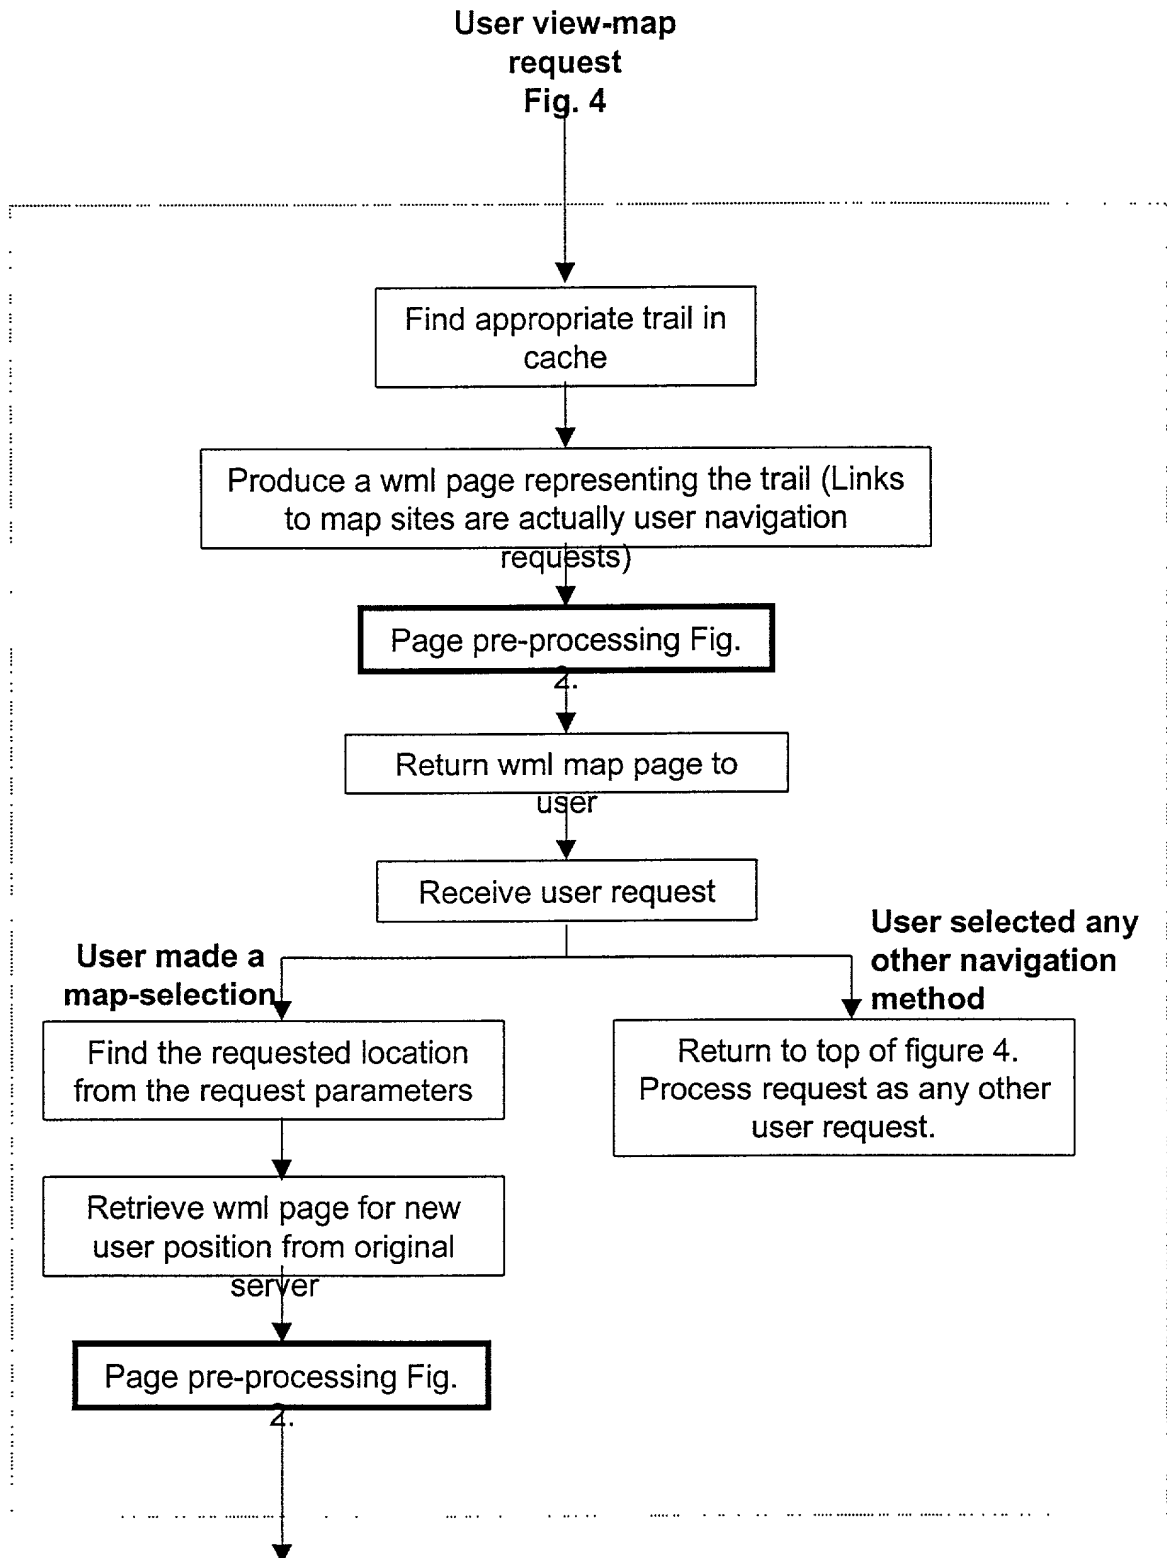 User view-map
request
Fig. 4
Find appropriate trail in
cache
Produce a wml page representing the trail (Links
to map sites are actually user navigation
requests)
Page pre-processing Fig.
2.
Return wml map page to
user
Receive user request
User made a
map-selection
User selected any
other navigation
method
Find the requested location
from the request parameters
Return to top of figure 4.
Process request as any other
user request.
Retrieve wml page for new
user position from original
server
Page pre-processing Fig.
2.